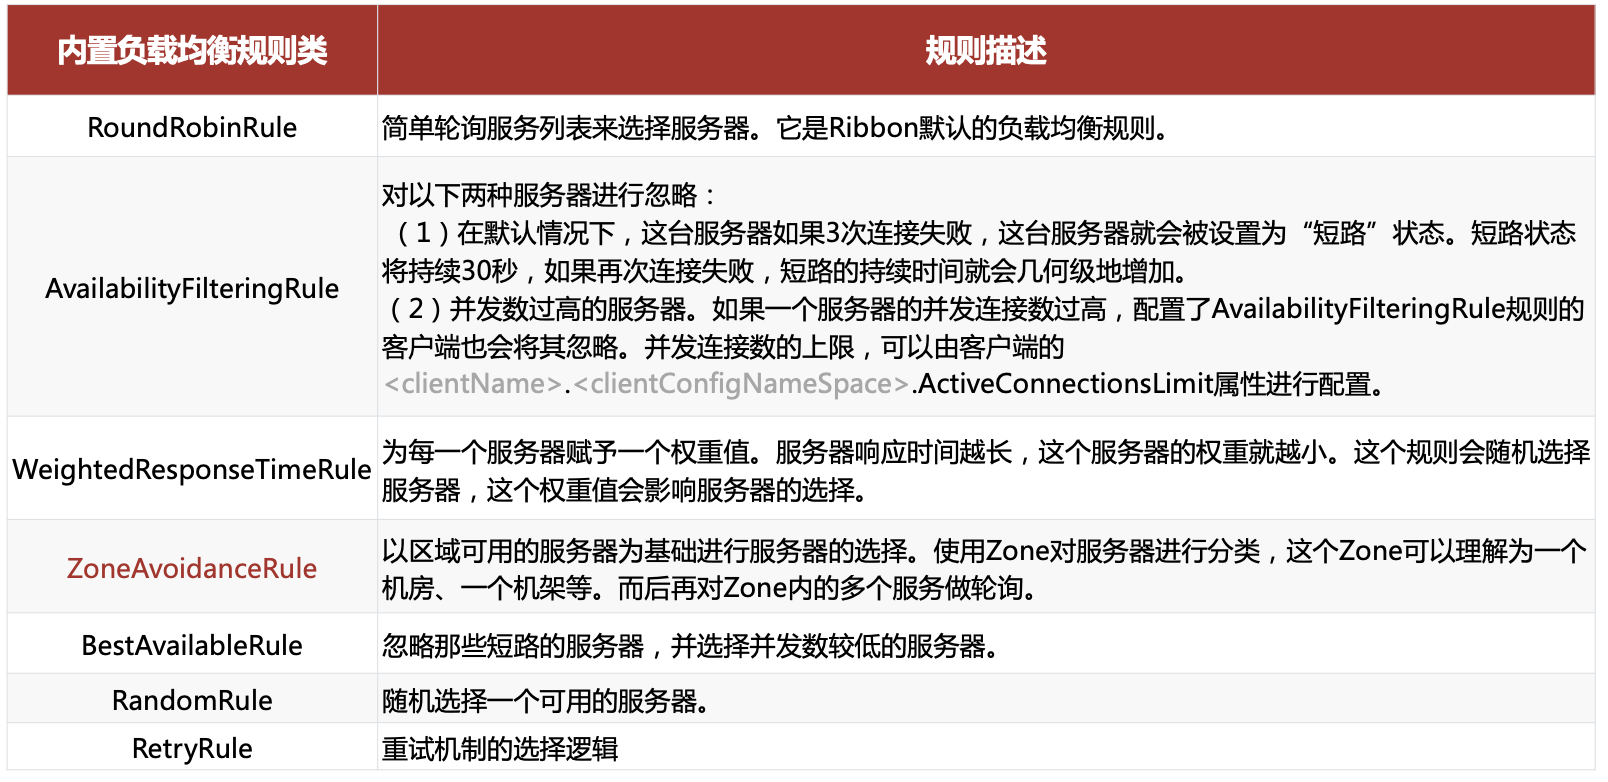 内置负载均衡规则类
规则描述
RoundRobinRule
简单轮询服务列表来选择服务器。它是Ribbon默认的负载均衡规则。
AvailabilityFilteringRule
对以下两种服务器进行忽略：
（1）在默认情况下，这台服务器如果3次连接失败，这台服务器就会被设置为“短路”状态。短路状态
将持续30秒，如果再次连接失败，短路的持续时间就会几何级地增加。
（2）并发数过高的服务器。如果一个服务器的并发连接数过高，配置了AvailabilityFilteringRule规则的
客户端也会将其忽略。并发连接数的上限，可以由客户端的
<clientName>.<clientConfigNameSpace>.ActiveConnectionsLimit属性进行配置。
WeightedResponseTimeRule
为每一个服务器赋予一个权重值。服务器响应时间越长，这个服务器的权重就越小。这个规则会随机选择
服务器，这个权重值会影响服务器的选择。
ZoneAvoidanceRule
以区域可用的服务器为基础进行服务器的选择。使用Zone对服务器进行分类，这个Zone可以理解为一个
机房、一个机架等。而后再对Zone内的多个服务做轮询。
BestAvailableRule
忽略那些短路的服务器，并选择并发数较低的服务器。
RandomRule
随机选择一个可用的服务器。
RetryRule
重试机制的选择逻辑